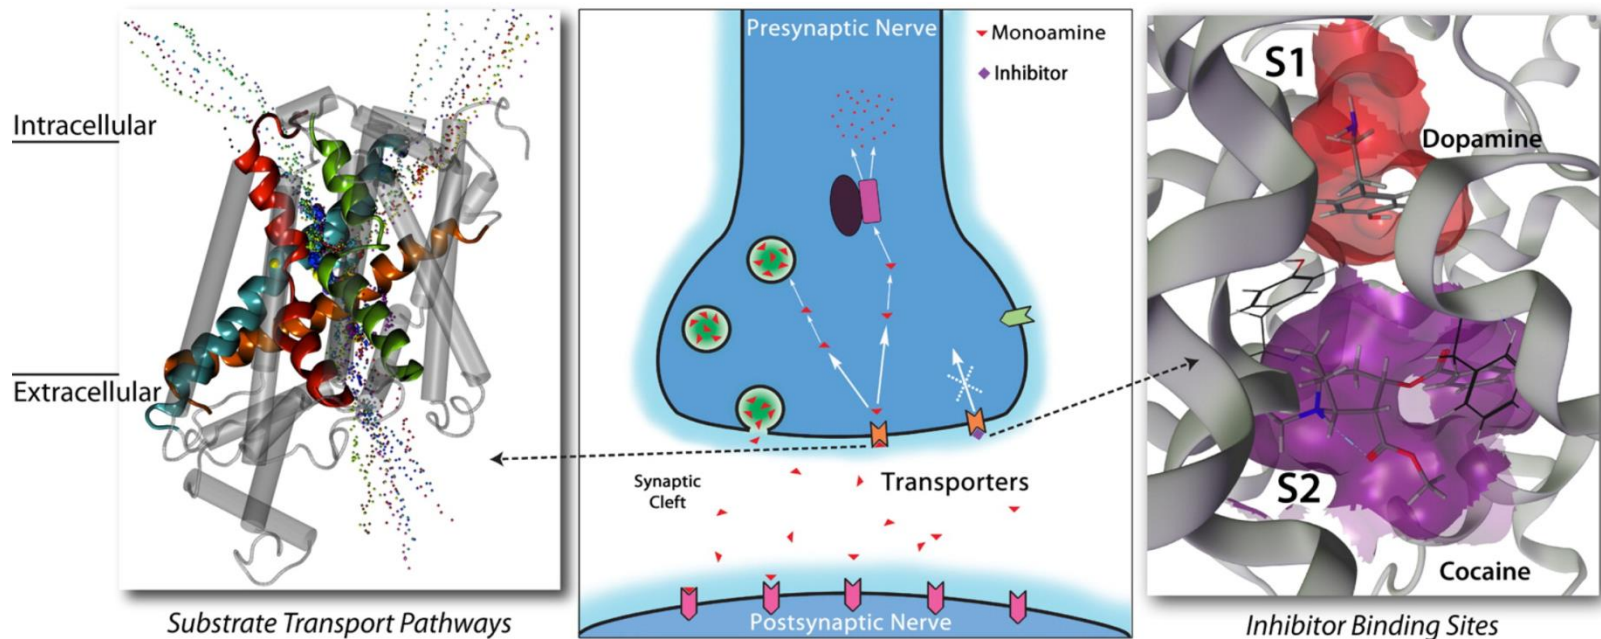 Intracellular
Extracellular
Substrate Transport Pathways
Presynaptic Nerve
Monoamine
Inhibitor
Synaptic
Cleft
Transporters
Postsynaptic Nerve
S1
Dopamine
S2
Cocaine
Inhibitor Binding Sites